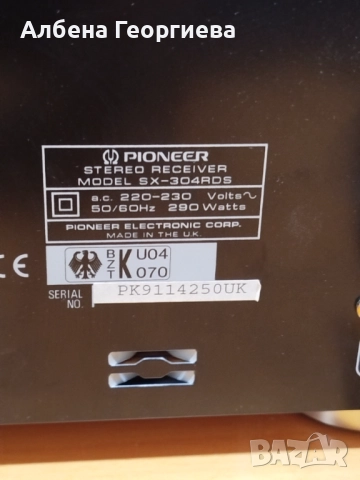 Албена Георгиева
PIONEER
STEREO RECEIVER
MODEL SX-304RDS
a.c. 220-230 Volts~
50/60Hz 290 Watts
PIONEER ELECTRONIC CORP.
MADE IN THE U.K.
CE
BZT K U04 070
SERIAL NO. PK9114250UK
BAZAR